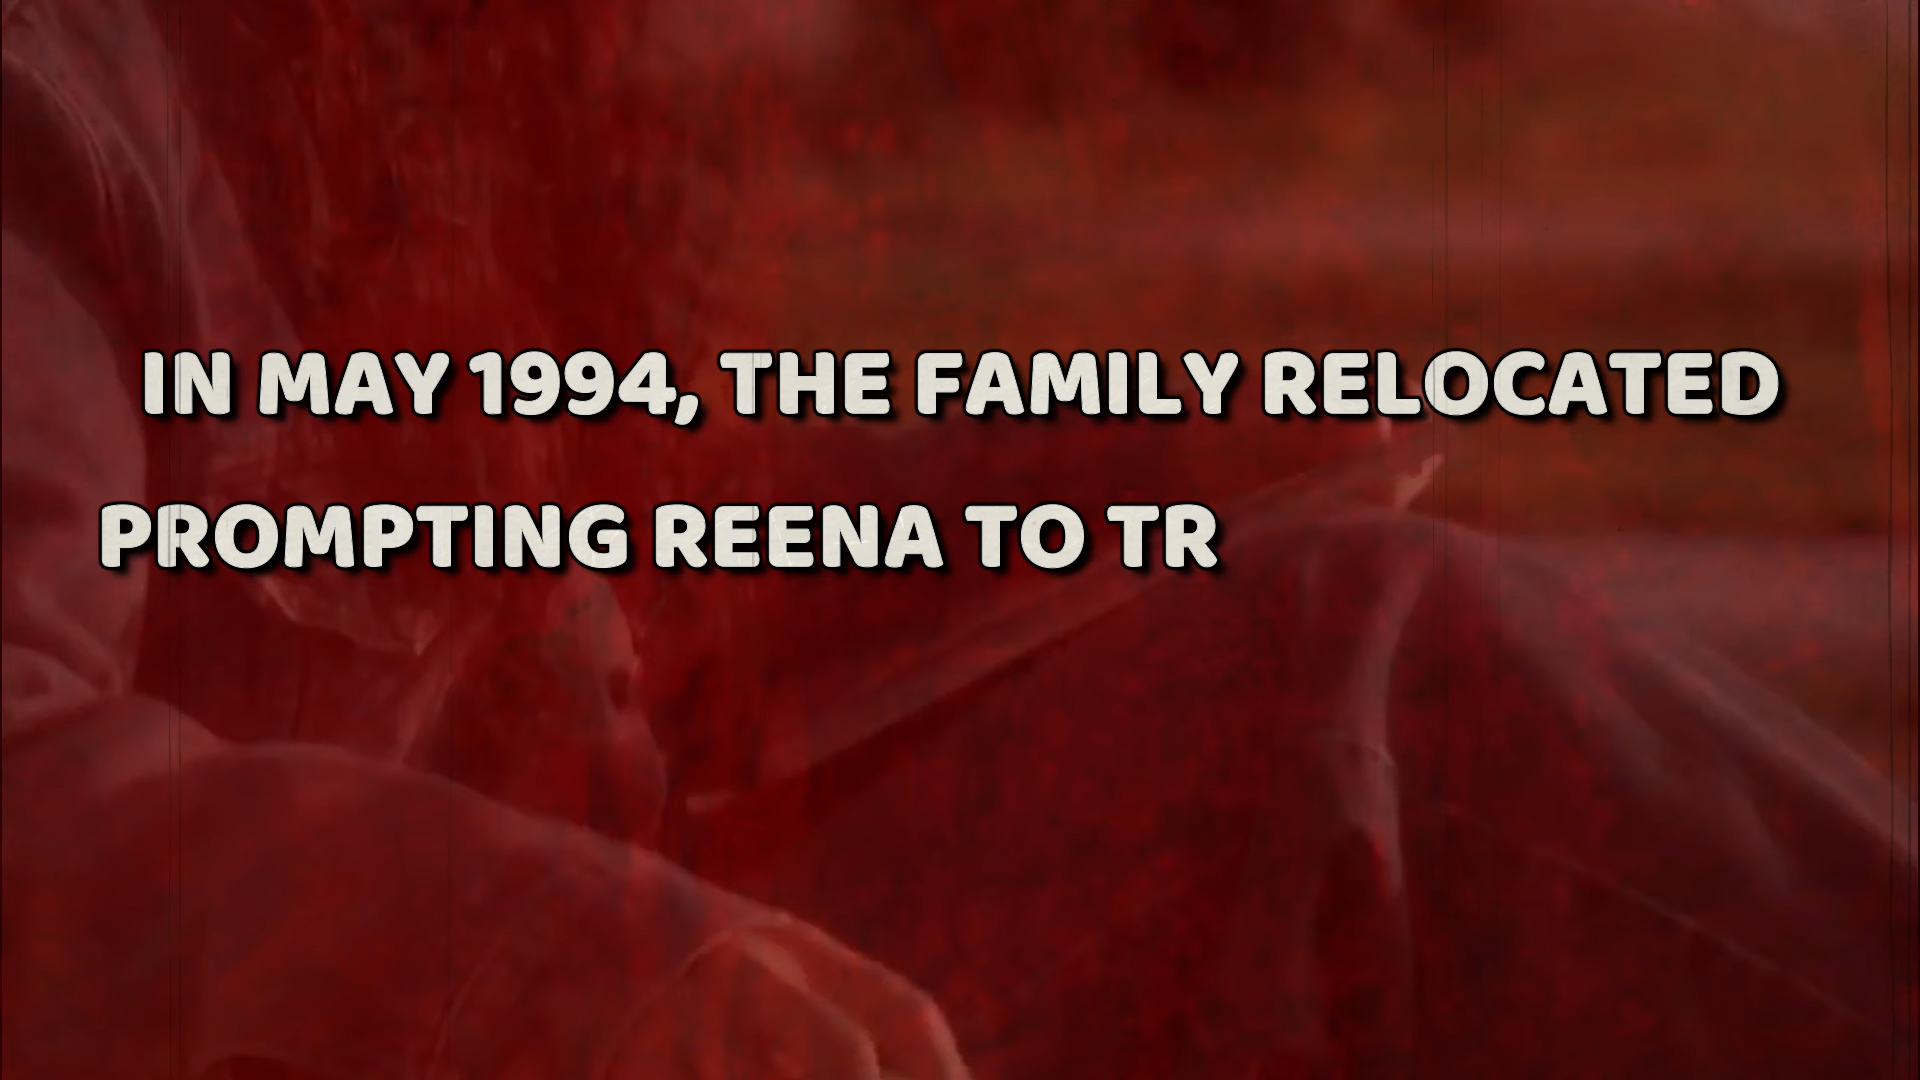 IN MAY 1994, THE FAMILY RELOCATED
PROMPTING REENA TO TR